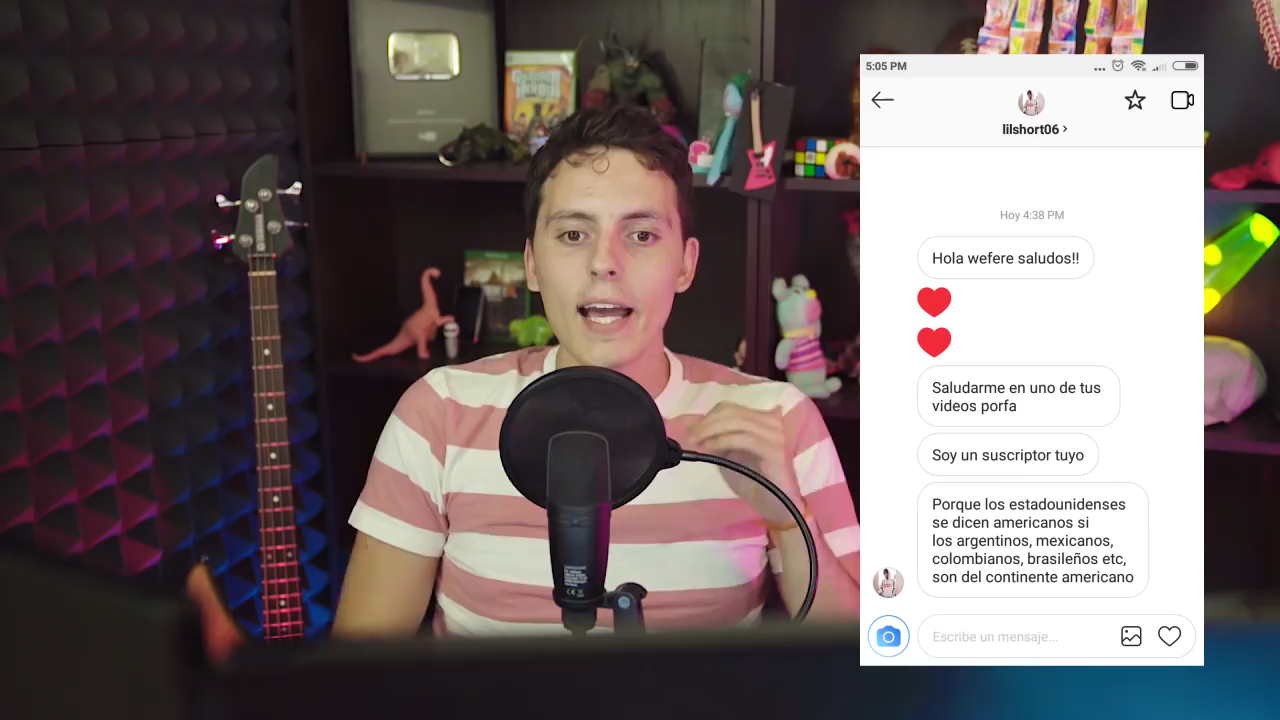 5:05 PM
lilshort06
Hoy 4:38 PM
Hola wefere saludos!!
Saludarme en uno de tus
videos porfa
Soy un suscriptor tuyo
Porque los estadounidenses
se dicen americanos si
los argentinos, mexicanos,
colombianos, brasileños etc,
son del continente americano
Escribe un mensaje...